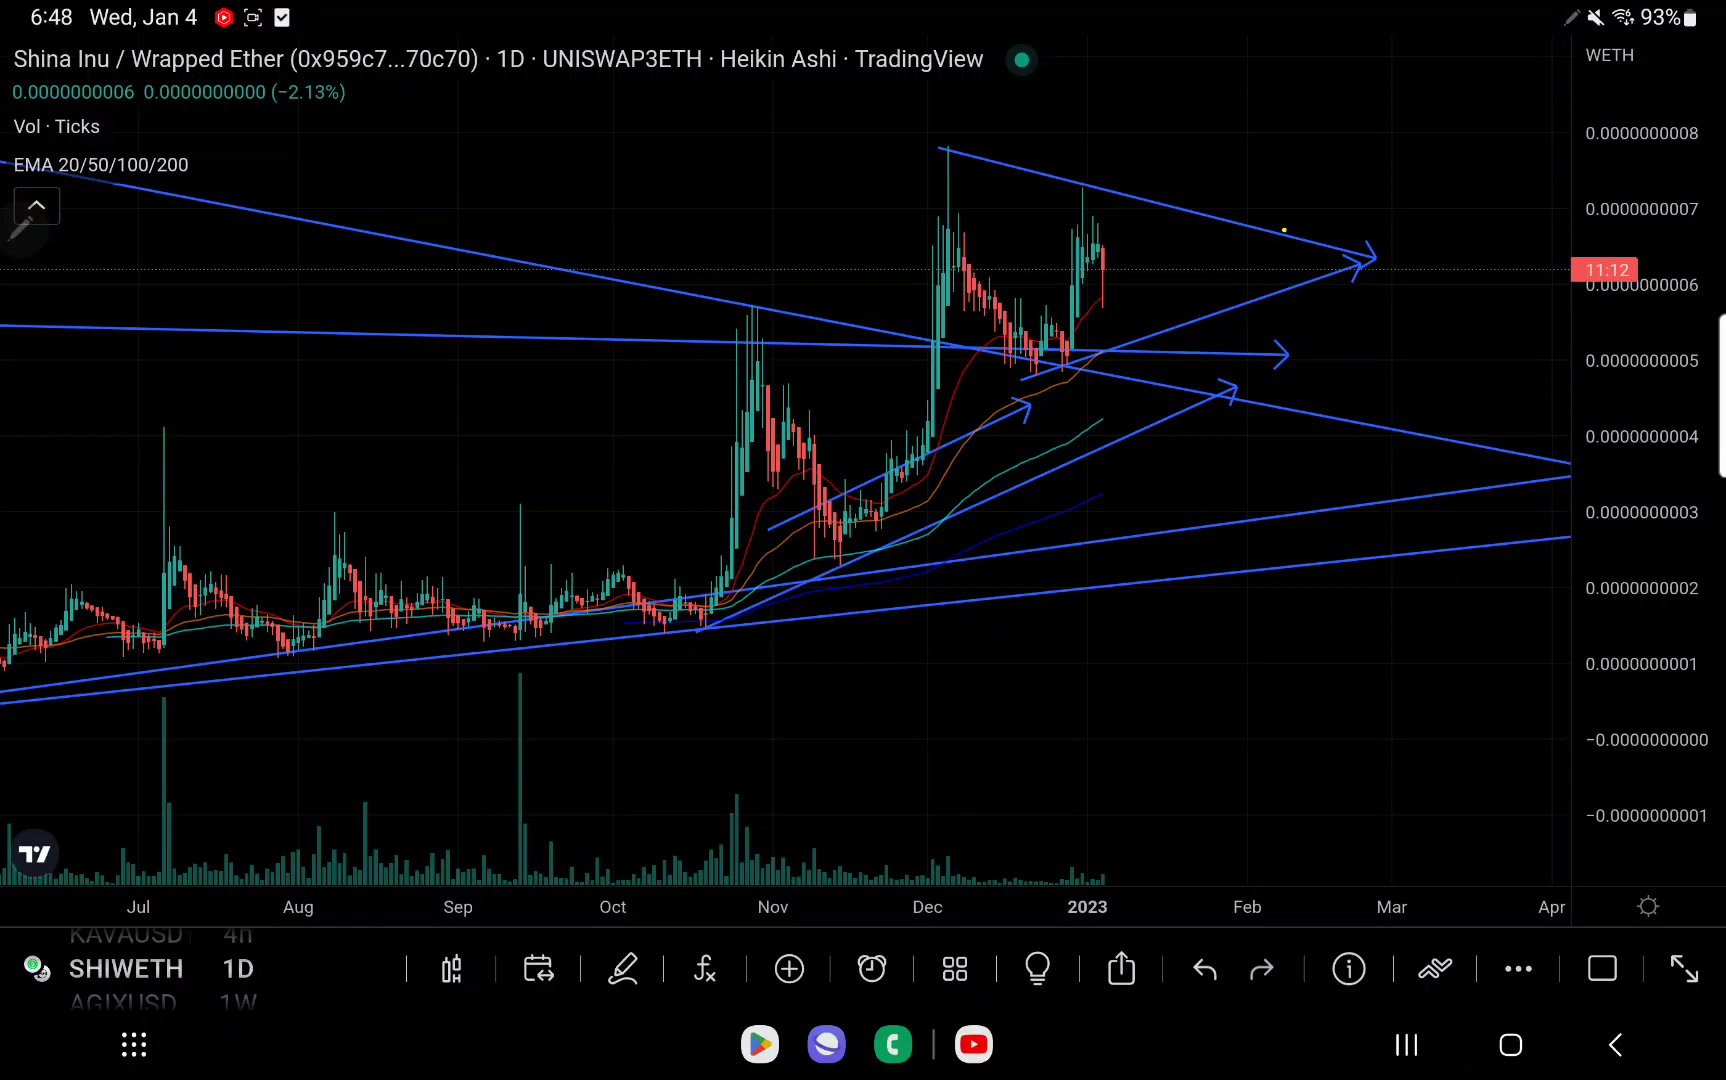 6:48 Wed, Jan 4
93%
Shina Inu / Wrapped Ether (0x959c7...70c70) · 1D · UNISWAP3ETH · Heikin Ashi · TradingView
WETH
0.0000000006 0.0000000000 (−2.13%)
Vol · Ticks
EMA 20/50/100/200
0.0000000008
0.0000000007
11:12
0.0000000006
0.0000000005
0.0000000004
0.0000000003
0.0000000002
0.0000000001
−0.0000000000
−0.0000000001
Jul Aug Sep Oct Nov Dec 2023 Feb Mar Apr
KAVAUSD 4h
SHIWETH 1D
AGIXUSD 1W